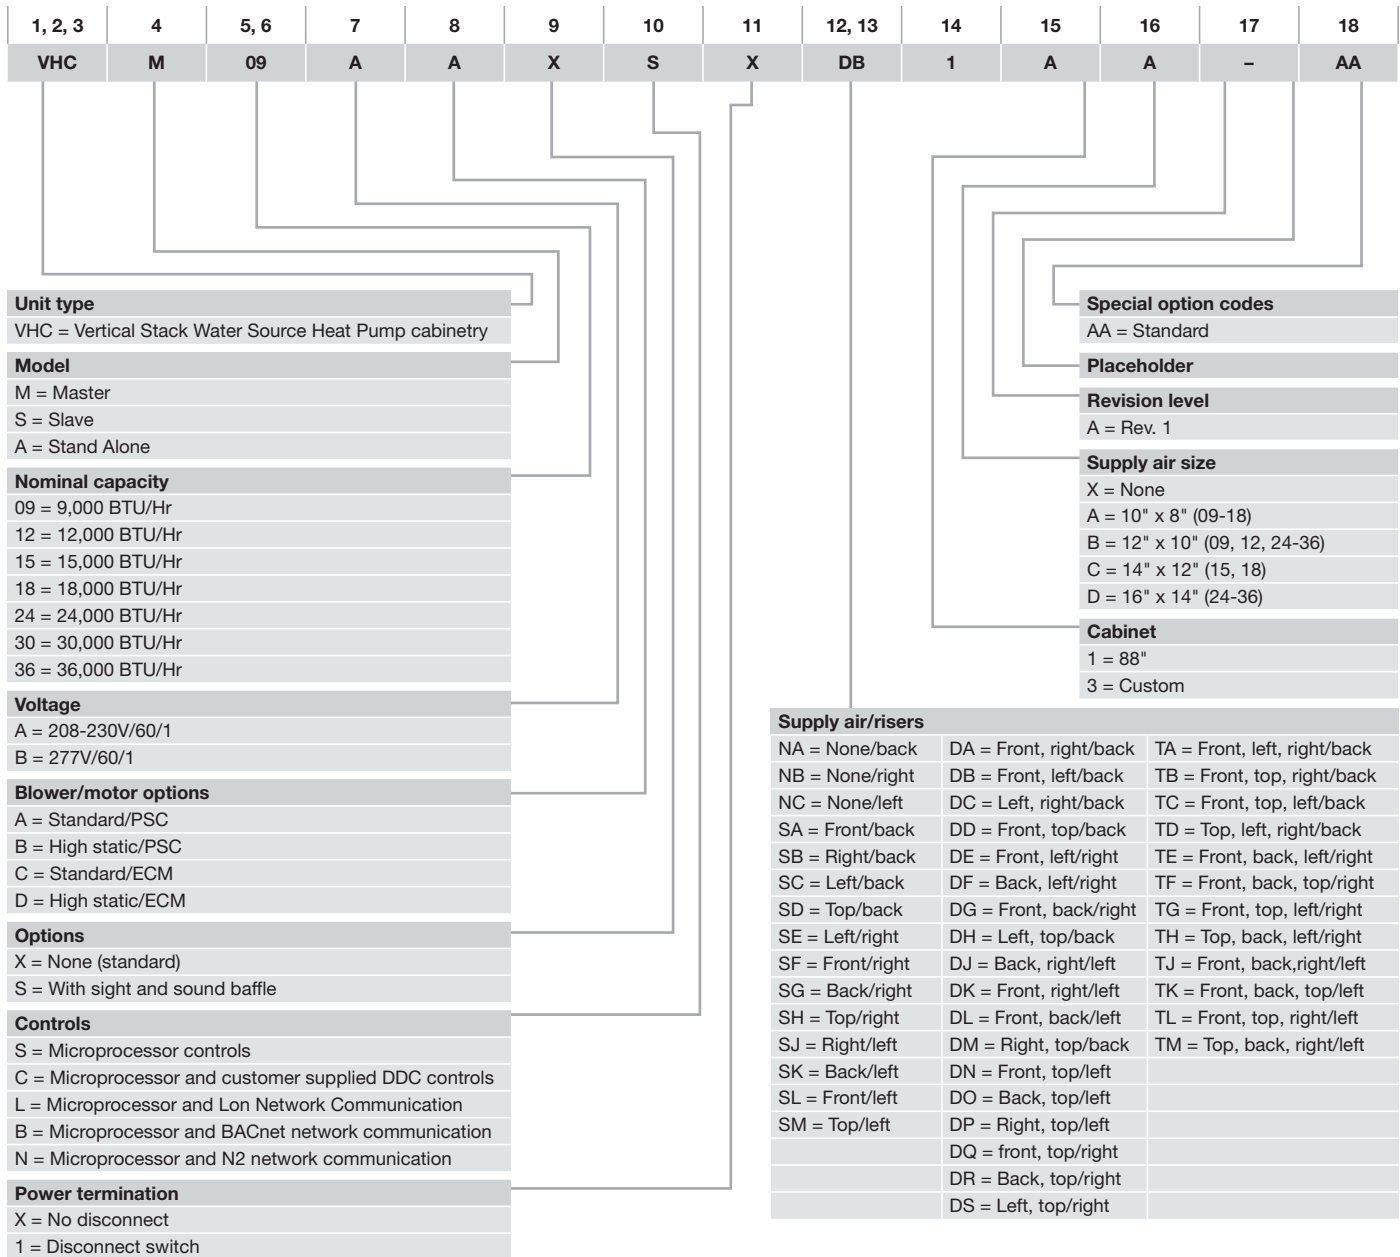 1, 2, 3 4 5, 6 7 8 9 10 11 12, 13 14 15 16 17 18
VHC M 09 A A X S X DB 1 A A – AA
Unit type
VHC = Vertical Stack Water Source Heat Pump cabinetry
Model
M = Master
S = Slave
A = Stand Alone
Nominal capacity
09 = 9,000 BTU/Hr
12 = 12,000 BTU/Hr
15 = 15,000 BTU/Hr
18 = 18,000 BTU/Hr
24 = 24,000 BTU/Hr
30 = 30,000 BTU/Hr
36 = 36,000 BTU/Hr
Voltage
A = 208-230V/60/1
B = 277V/60/1
Blower/motor options
A = Standard/PSC
B = High static/PSC
C = Standard/ECM
D = High static/ECM
Options
X = None (standard)
S = With sight and sound baffle
Controls
S = Microprocessor controls
C = Microprocessor and customer supplied DDC controls
L = Microprocessor and Lon Network Communication
B = Microprocessor and BACnet network communication
N = Microprocessor and N2 network communication
Power termination
X = No disconnect
1 = Disconnect switch
Special option codes
AA = Standard
Placeholder
Revision level
A = Rev. 1
Supply air size
X = None
A = 10" x 8" (09-18)
B = 12" x 10" (09, 12, 24-36)
C = 14" x 12" (15, 18)
D = 16" x 14" (24-36)
Cabinet
1 = 88"
3 = Custom
Supply air/risers
NA = None/back DA = Front, right/back TA = Front, left, right/back
NB = None/right DB = Front, left/back TB = Front, top, right/back
NC = None/left DC = Left, right/back TC = Front, top, left/back
SA = Front/back DD = Front, top/back TD = Top, left, right/back
SB = Right/back DE = Front, left/right TE = Front, back, left/right
SC = Left/back DF = Back, left/right TF = Front, back, top/right
SD = Top/back DG = Front, back/right TG = Front, top, left/right
SE = Left/right DH = Left, top/back TH = Top, back, left/right
SF = Front/right DJ = Back, right/left TJ = Front, back,right/left
SG = Back/right DK = Front, right/left TK = Front, back, top/left
SH = Top/right DL = Front, back/left TL = Front, top, right/left
SJ = Right/left DM = Right, top/back TM = Top, back, right/left
SK = Back/left DN = Front, top/left
SL = Front/left DO = Back, top/left
SM = Top/left DP = Right, top/left
DQ = front, top/right
DR = Back, top/right
DS = Left, top/right